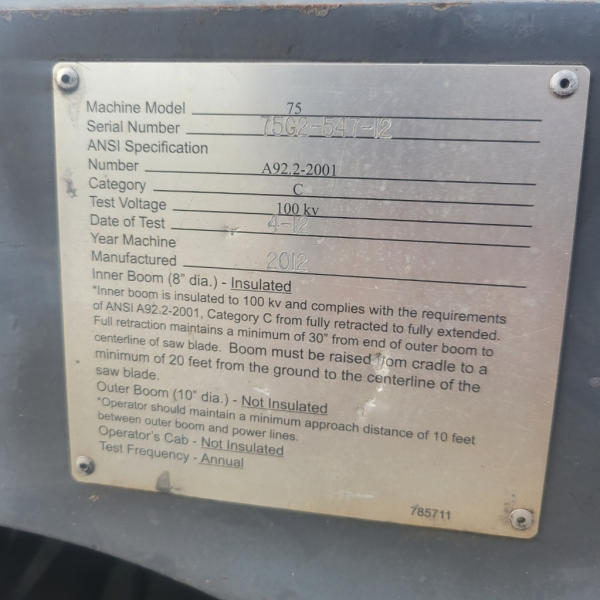 Machine Model 75
Serial Number 75G2-547-12
ANSI Specification
Number A92.2-2001
Category C
Test Voltage 100 kv
Date of Test 4-12
Year Machine
Manufactured 2012
Inner Boom (8" dia.) - Insulated
*Inner boom is insulated to 100 kv and complies with the requirements
of ANSI A92.2-2001, Category C from fully retracted to fully extended.
Full retraction maintains a minimum of 30" from end of outer boom to
centerline of saw blade. Boom must be raised from cradle to a
minimum of 20 feet from the ground to the centerline of the
saw blade.
Outer Boom (10" dia.) - Not Insulated
*Operator should maintain a minimum approach distance of 10 feet
between outer boom and power lines.
Operator's Cab - Not Insulated
Test Frequency - Annual
785711